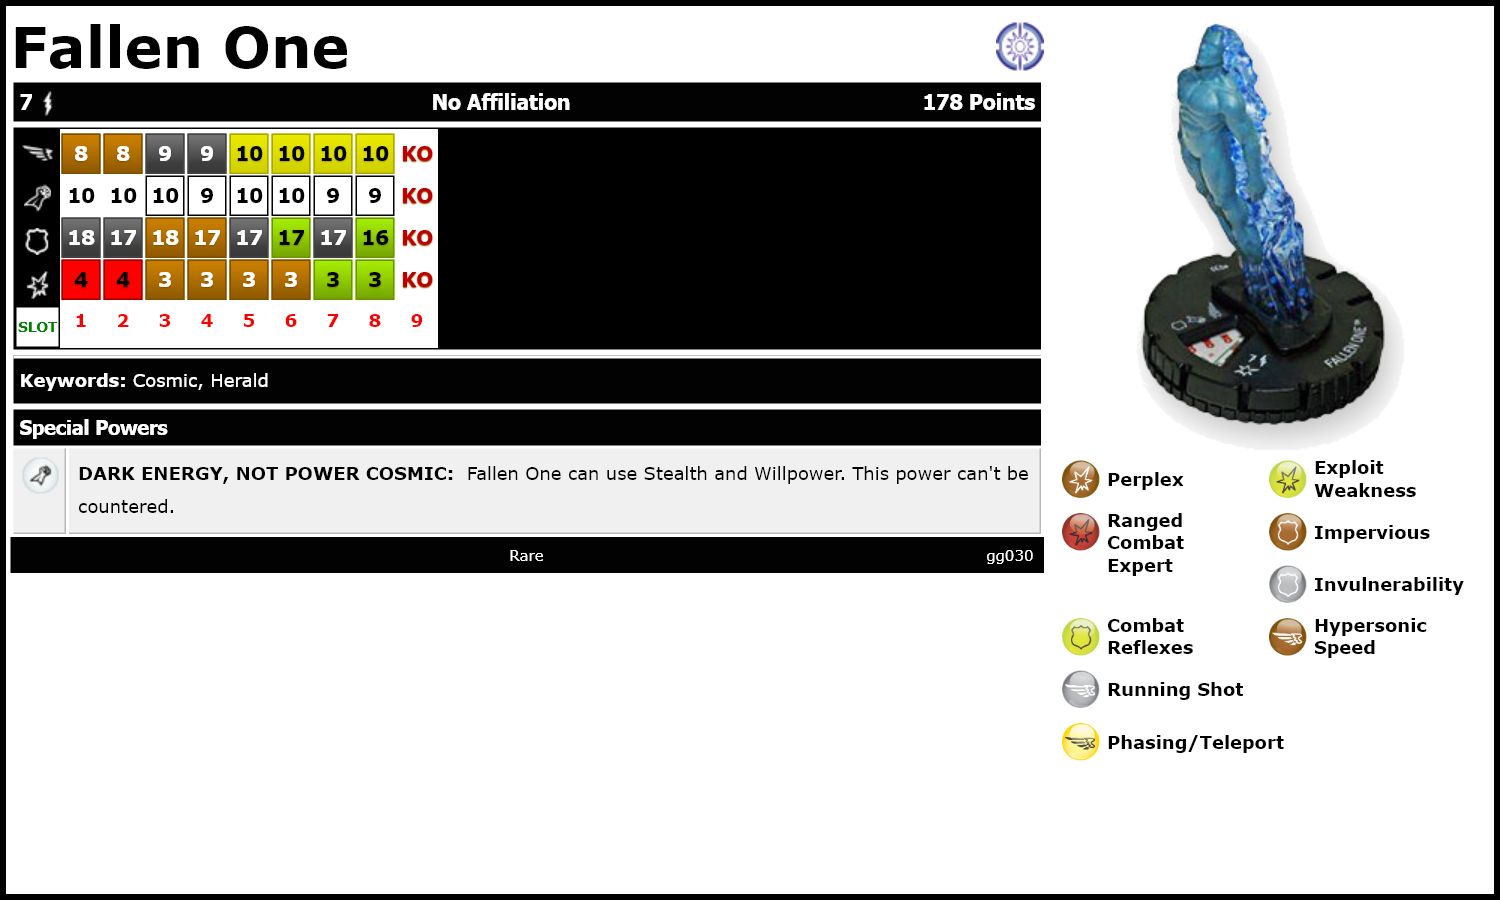 Fallen One
7 No Affiliation 178 Points
8 8 9 9 10 10 10 10 KO
10 10 10 9 10 10 9 9 KO
18 17 18 17 17 17 17 16 KO
4 4 3 3 3 3 3 3 KO
SLOT 1 2 3 4 5 6 7 8 9
Keywords: Cosmic, Herald
Special Powers
DARK ENERGY, NOT POWER COSMIC: Fallen One can use Stealth and Willpower. This power can't be
countered.
Rare gg030
FALLEN ONE
7
Perplex
Exploit
Weakness
Ranged
Combat
Expert
Impervious
Invulnerability
Combat
Reflexes
Hypersonic
Speed
Running Shot
Phasing/Teleport